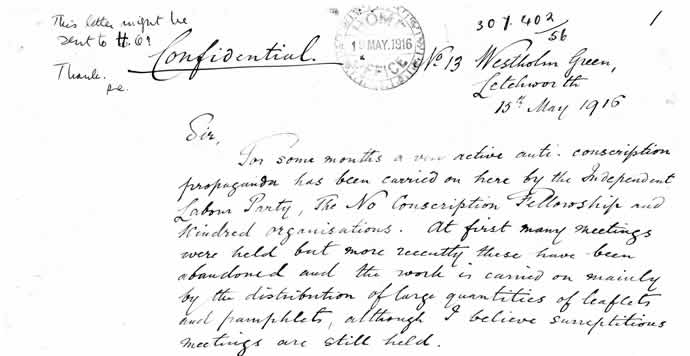 This letter might be
sent to H.O?
Thank.
Confidential.
HOME OFFICE
MAY. 1916
307.402/56
1
No 13 Westholm Green,
Letchworth
15th May 1916
Sir,
For some months a very active anti-conscription
propaganda has been carried on here by the Independent
Labour Party, The No Conscription Fellowship and
kindred organisations. At first many meetings
were held but more recently these have been
abandoned and the work is carried on mainly
by the distribution of large quantities of leaflets
and pamphlets, although I believe surreptitious
meetings are still held.